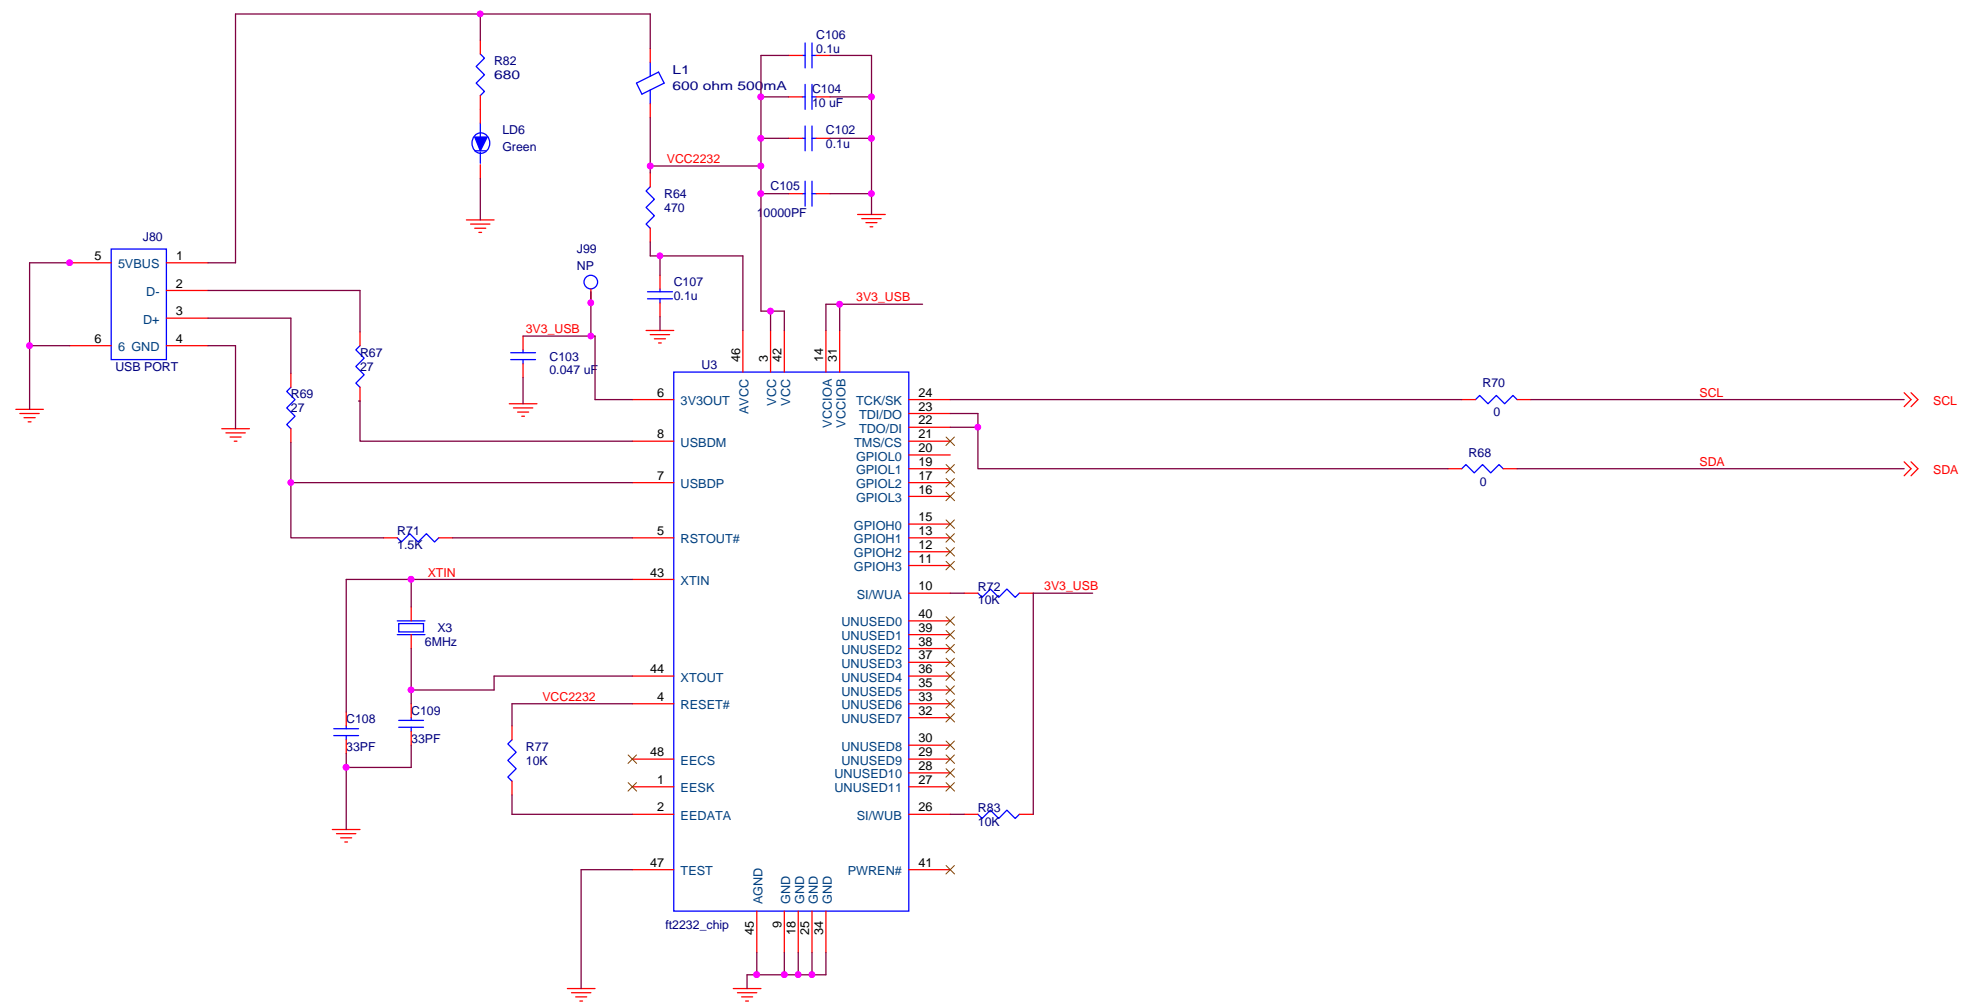 C106
0.1u
R82
680
L1
600 ohm 500mA
C104
10 uF
LD6
Green
C102
0.1u
VCC2232
R64
470
C105
10000PF
J80
J99
NP
5 5VBUS 1
D- 2
D+ 3
6 6 GND 4
USB PORT
C107
0.1u
3V3_USB
3V3_USB
C103
0.047 uF
R67
27
R69
27
U3
46 3 42 14 31
AVCC VCC VCC VCCIOA VCCIOB
6 3V3OUT
8 USBDM
7 USBDP
5 RSTOUT#
R71
1.5K
XTIN
43 XTIN
X3
6MHz
44 XTOUT
VCC2232
4 RESET#
C108
33PF
C109
33PF
R77
10K
48 EECS
1 EESK
2 EEDATA
47 TEST
TCK/SK 24
TDI/DO 23
TDO/DI 22
TMS/CS 21
GPIOL0 20
GPIOL1 19
GPIOL2 17
GPIOL3 16
GPIOH0 15
GPIOH1 13
GPIOH2 12
GPIOH3 11
SI/WUA 10
R72
10K
3V3_USB
UNUSED0 40
UNUSED1 39
UNUSED2 38
UNUSED3 37
UNUSED4 36
UNUSED5 35
UNUSED6 33
UNUSED7 32
UNUSED8 30
UNUSED9 29
UNUSED10 28
UNUSED11 27
SI/WUB 26
R83
10K
PWREN# 41
AGND GND GND GND GND
45 9 18 25 34
ft2232_chip
R70
0
SCL
SCL
R68
0
SDA
SDA